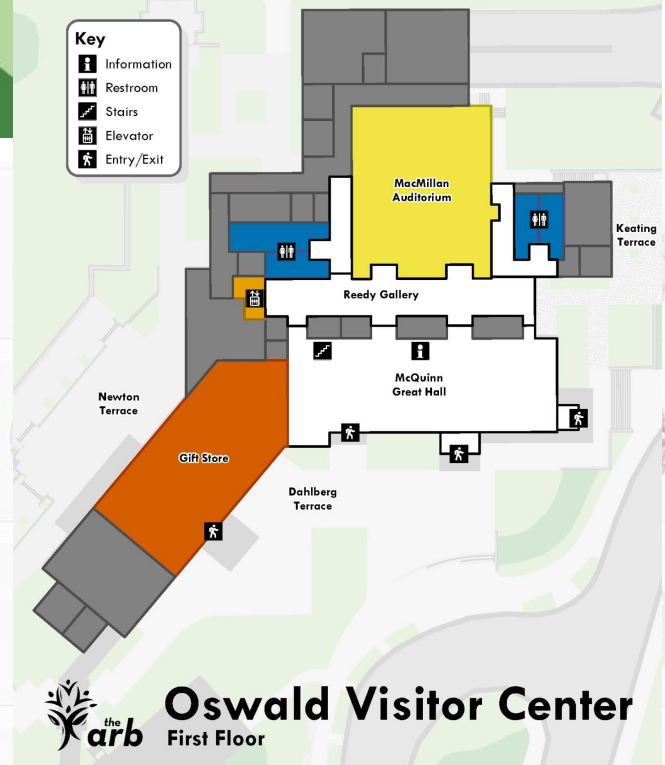 Key
Information
Restroom
Stairs
Elevator
Entry/Exit
MacMillan
Auditorium
Keating
Terrace
Reedy Gallery
McQuinn
Great Hall
Newton
Terrace
Gift Store
Dahlberg
Terrace
the
arb
Oswald Visitor Center
First Floor